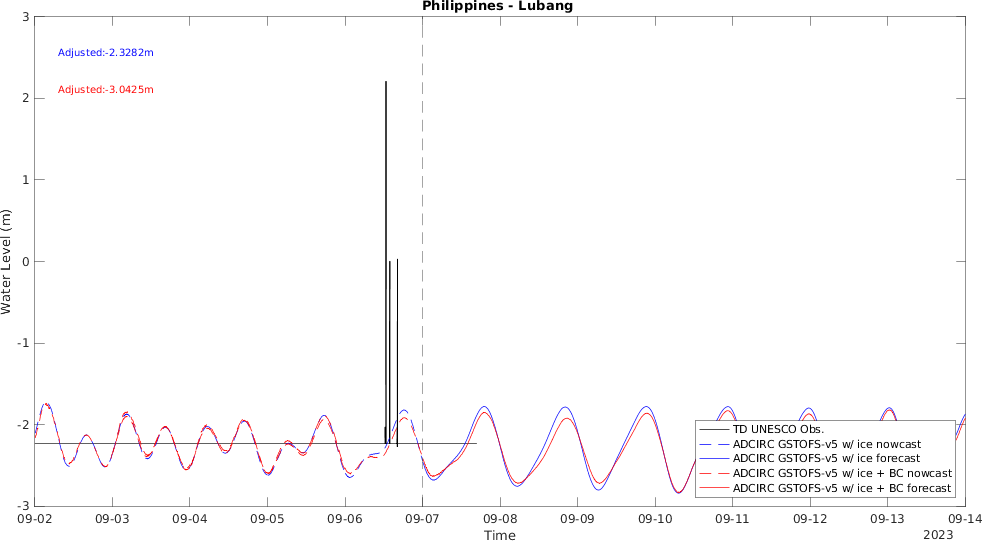 Philippines - Lubang
Adjusted:-2.3282m
Adjusted:-3.0425m
Water Level (m)
3
2
1
0
-1
-2
-3
TD UNESCO Obs.
ADCIRC GSTOFS-v5 w/ ice nowcast
ADCIRC GSTOFS-v5 w/ ice forecast
ADCIRC GSTOFS-v5 w/ ice + BC nowcast
ADCIRC GSTOFS-v5 w/ ice + BC forecast
09-02 09-03 09-04 09-05 09-06 09-07 09-08 09-09 09-10 09-11 09-12 09-13 09-14
Time
2023